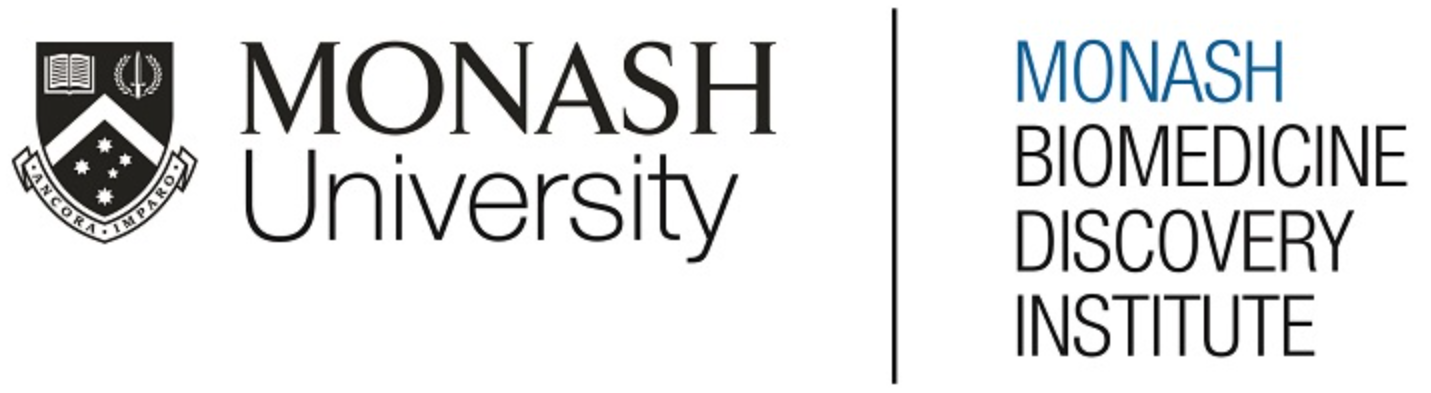 ANCORA · IMPARO
MONASH
University
MONASH
BIOMEDICINE
DISCOVERY
INSTITUTE